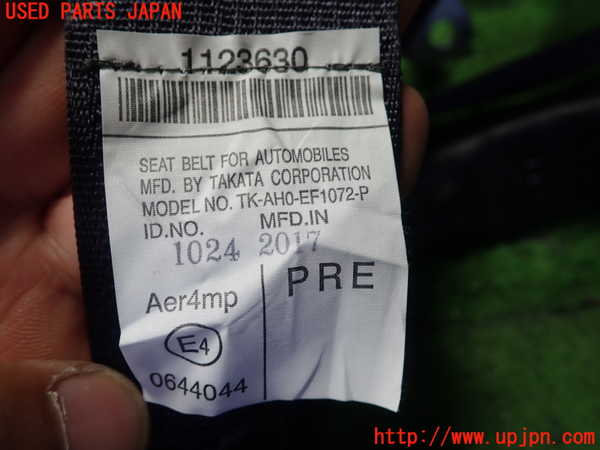 USED PARTS JAPAN
1123630
SEAT BELT FOR AUTOMOBILES
MFD. BY TAKATA CORPORATION
MODEL NO. TK-AH0-EF1072-P
ID.NO. MFD.IN
1024 2017
Aer4mp
PRE
E4
0644044
http://www.upjpn.com/